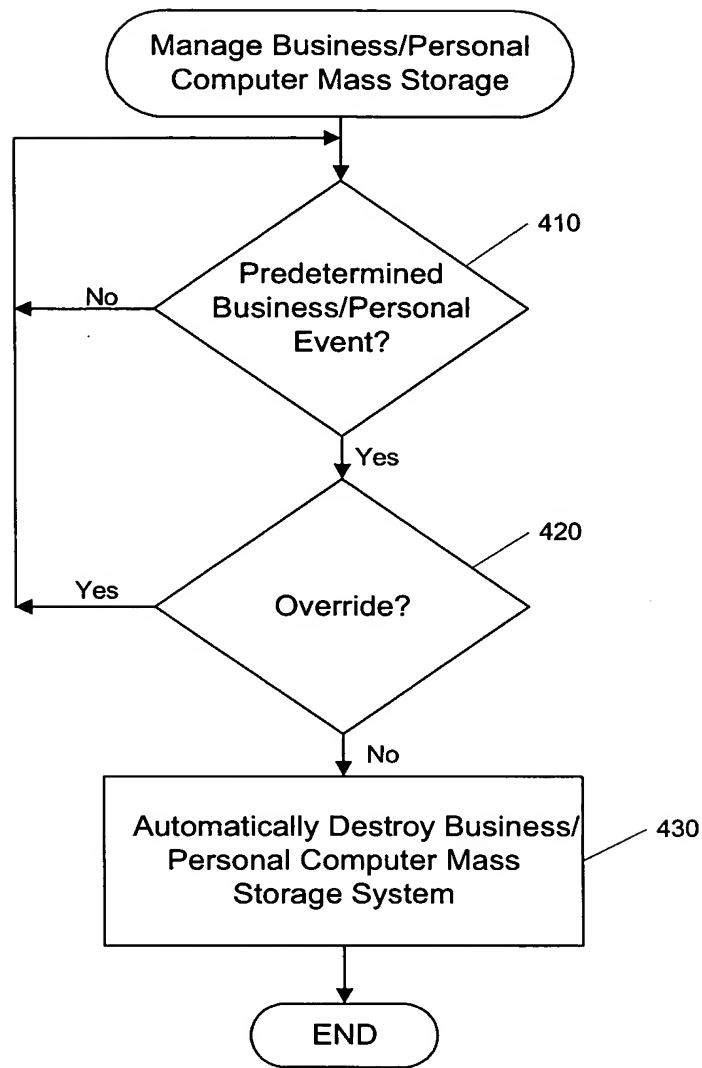 Manage Business/Personal
Computer Mass Storage
410
Predetermined
Business/Personal
Event?
No
Yes
420
Override?
Yes
No
Automatically Destroy Business/
Personal Computer Mass
Storage System
430
END